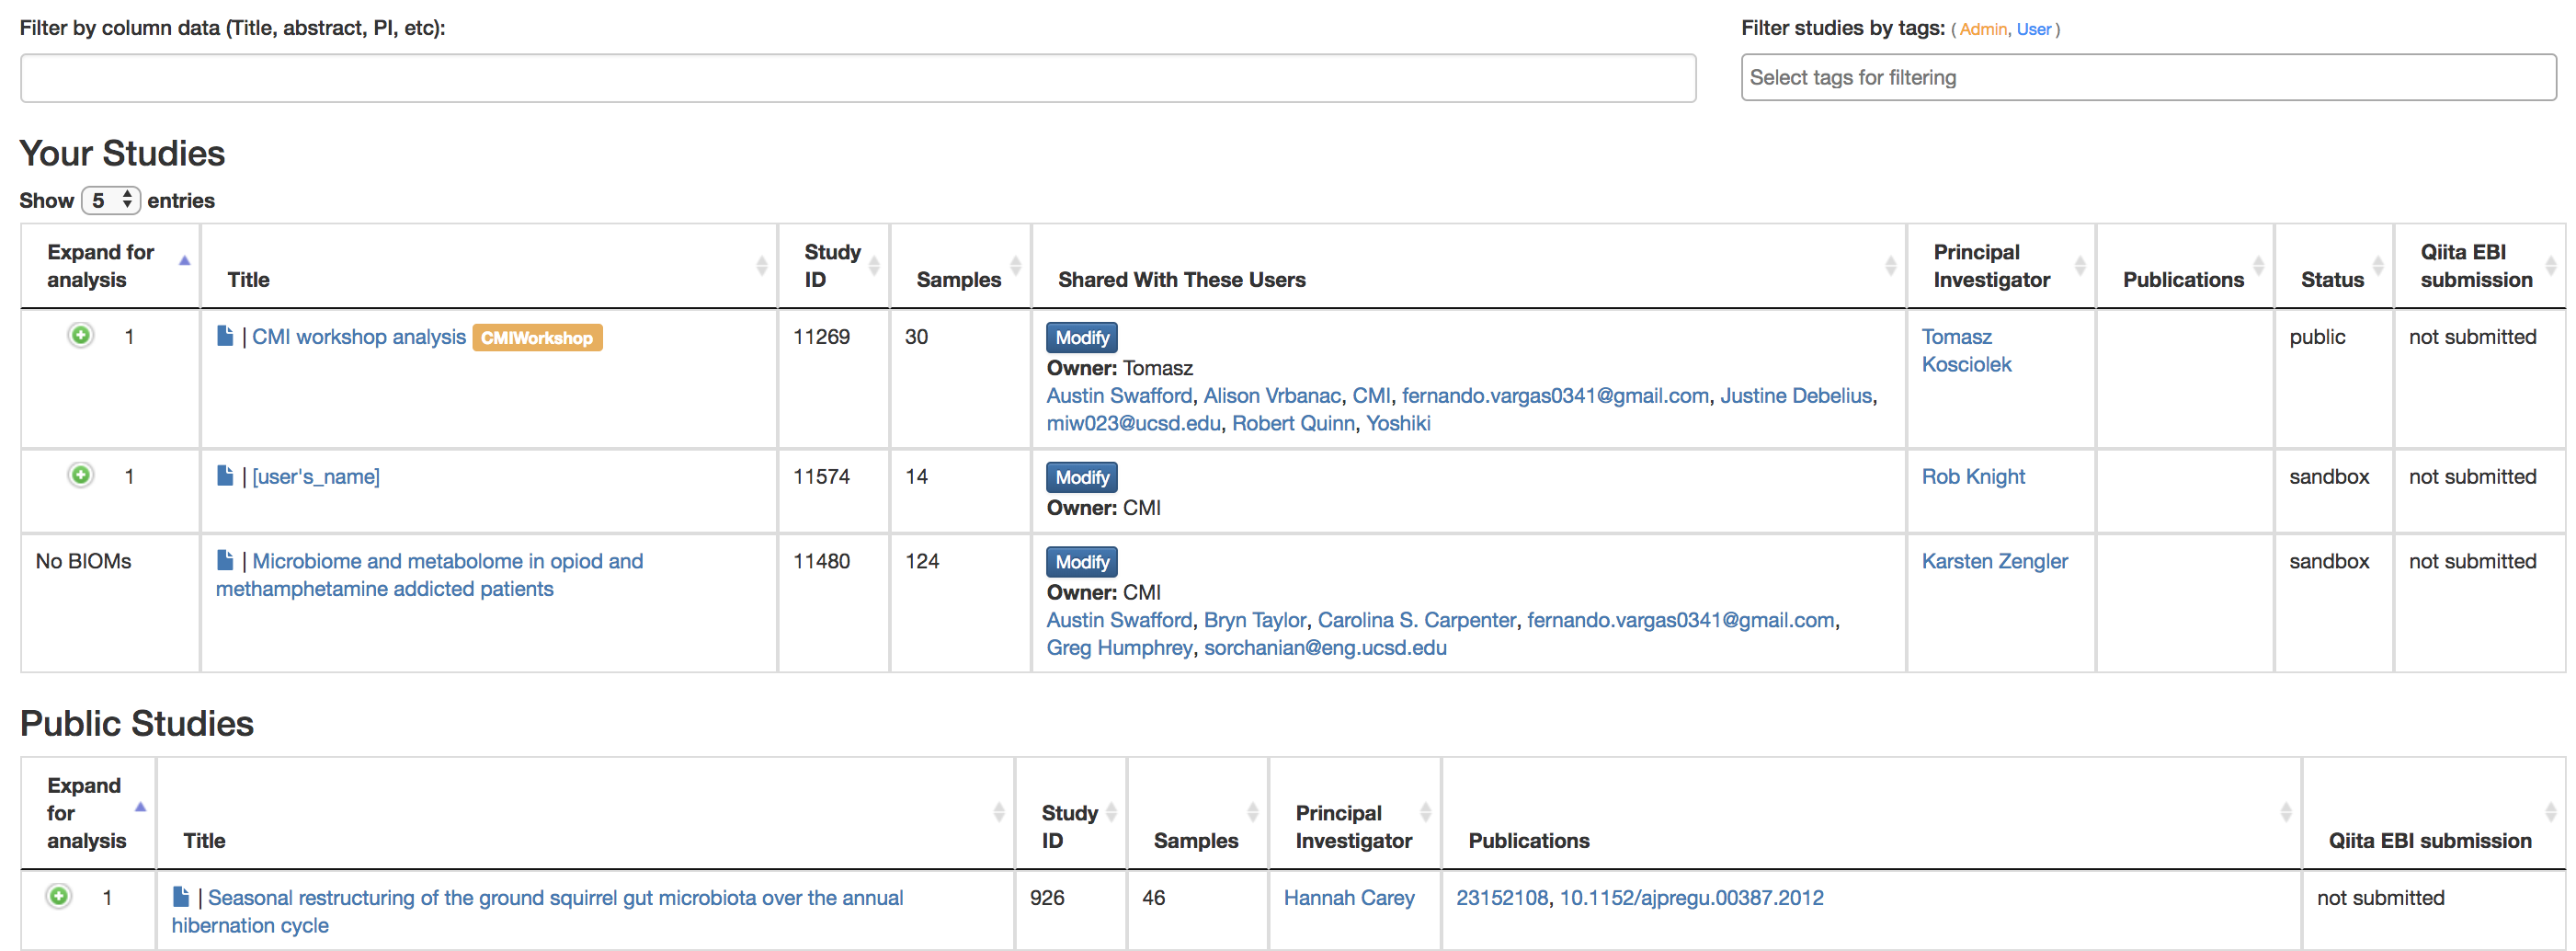 Filter by column data (Title, abstract, PI, etc):
Filter studies by tags: ( Admin, User )
Select tags for filtering
Your Studies
Show 5 entries
Expand for analysis
Title
Study ID
Samples
Shared With These Users
Principal Investigator
Publications
Status
Qiita EBI submission
1
| CMI workshop analysis CMIWorkshop
11269
30
Modify
Owner: Tomasz
Austin Swafford, Alison Vrbanac, CMI, fernando.vargas0341@gmail.com, Justine Debelius,
miw023@ucsd.edu, Robert Quinn, Yoshiki
Tomasz
Kosciolek
public
not submitted
1
| [user's_name]
11574
14
Modify
Owner: CMI
Rob Knight
sandbox
not submitted
No BIOMs
| Microbiome and metabolome in opiod and
methamphetamine addicted patients
11480
124
Modify
Owner: CMI
Austin Swafford, Bryn Taylor, Carolina S. Carpenter, fernando.vargas0341@gmail.com,
Greg Humphrey, sorchanian@eng.ucsd.edu
Karsten Zengler
sandbox
not submitted
Public Studies
Expand
for
analysis
Title
Study
ID
Samples
Principal
Investigator
Publications
Qiita EBI submission
1
| Seasonal restructuring of the ground squirrel gut microbiota over the annual
hibernation cycle
926
46
Hannah Carey
23152108, 10.1152/ajpregu.00387.2012
not submitted